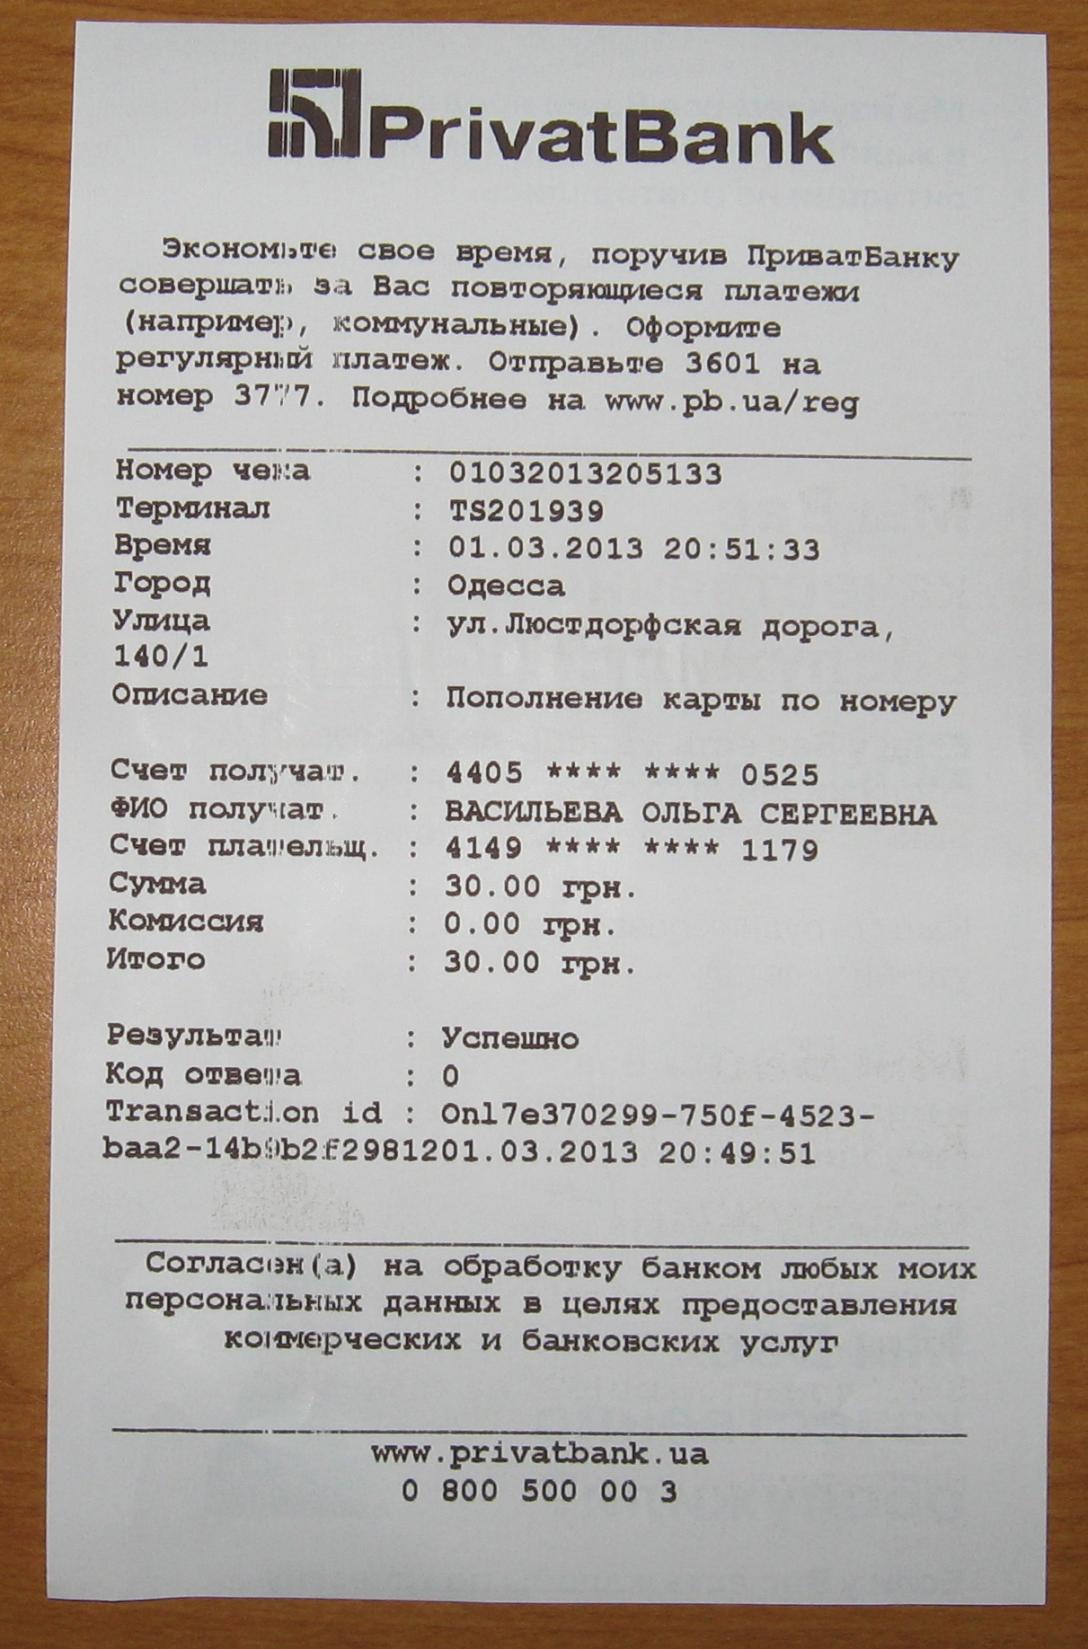 PrivatBank
Экономьте свое время, поручив ПриватБанку
совершать за Вас повторяющиеся платежи
(например, коммунальные). Оформите
регулярный платеж. Отправьте 3601 на
номер 3777. Подробнее на www.pb.ua/reg
Номер чека : 01032013205133
Терминал : TS201939
Время : 01.03.2013 20:51:33
Город : Одесса
Улица : ул.Люстдорфская дорога,
140/1
Описание : Пополнение карты по номеру
Счет получат. : 4405 **** **** 0525
ФИО получат. : ВАСИЛЬЕВА ОЛЬГА СЕРГЕЕВНА
Счет плательщ. : 4149 **** **** 1179
Сумма : 30.00 грн.
Комиссия : 0.00 грн.
Итого : 30.00 грн.
Результат : Успешно
Код ответа : 0
Transaction id : Onl7e370299-750f-4523-
baa2-14b9b2f2981201.03.2013 20:49:51
Согласен(а) на обработку банком любых моих
персональных данных в целях предоставления
коммерческих и банковских услуг
www.privatbank.ua
0 800 500 00 3